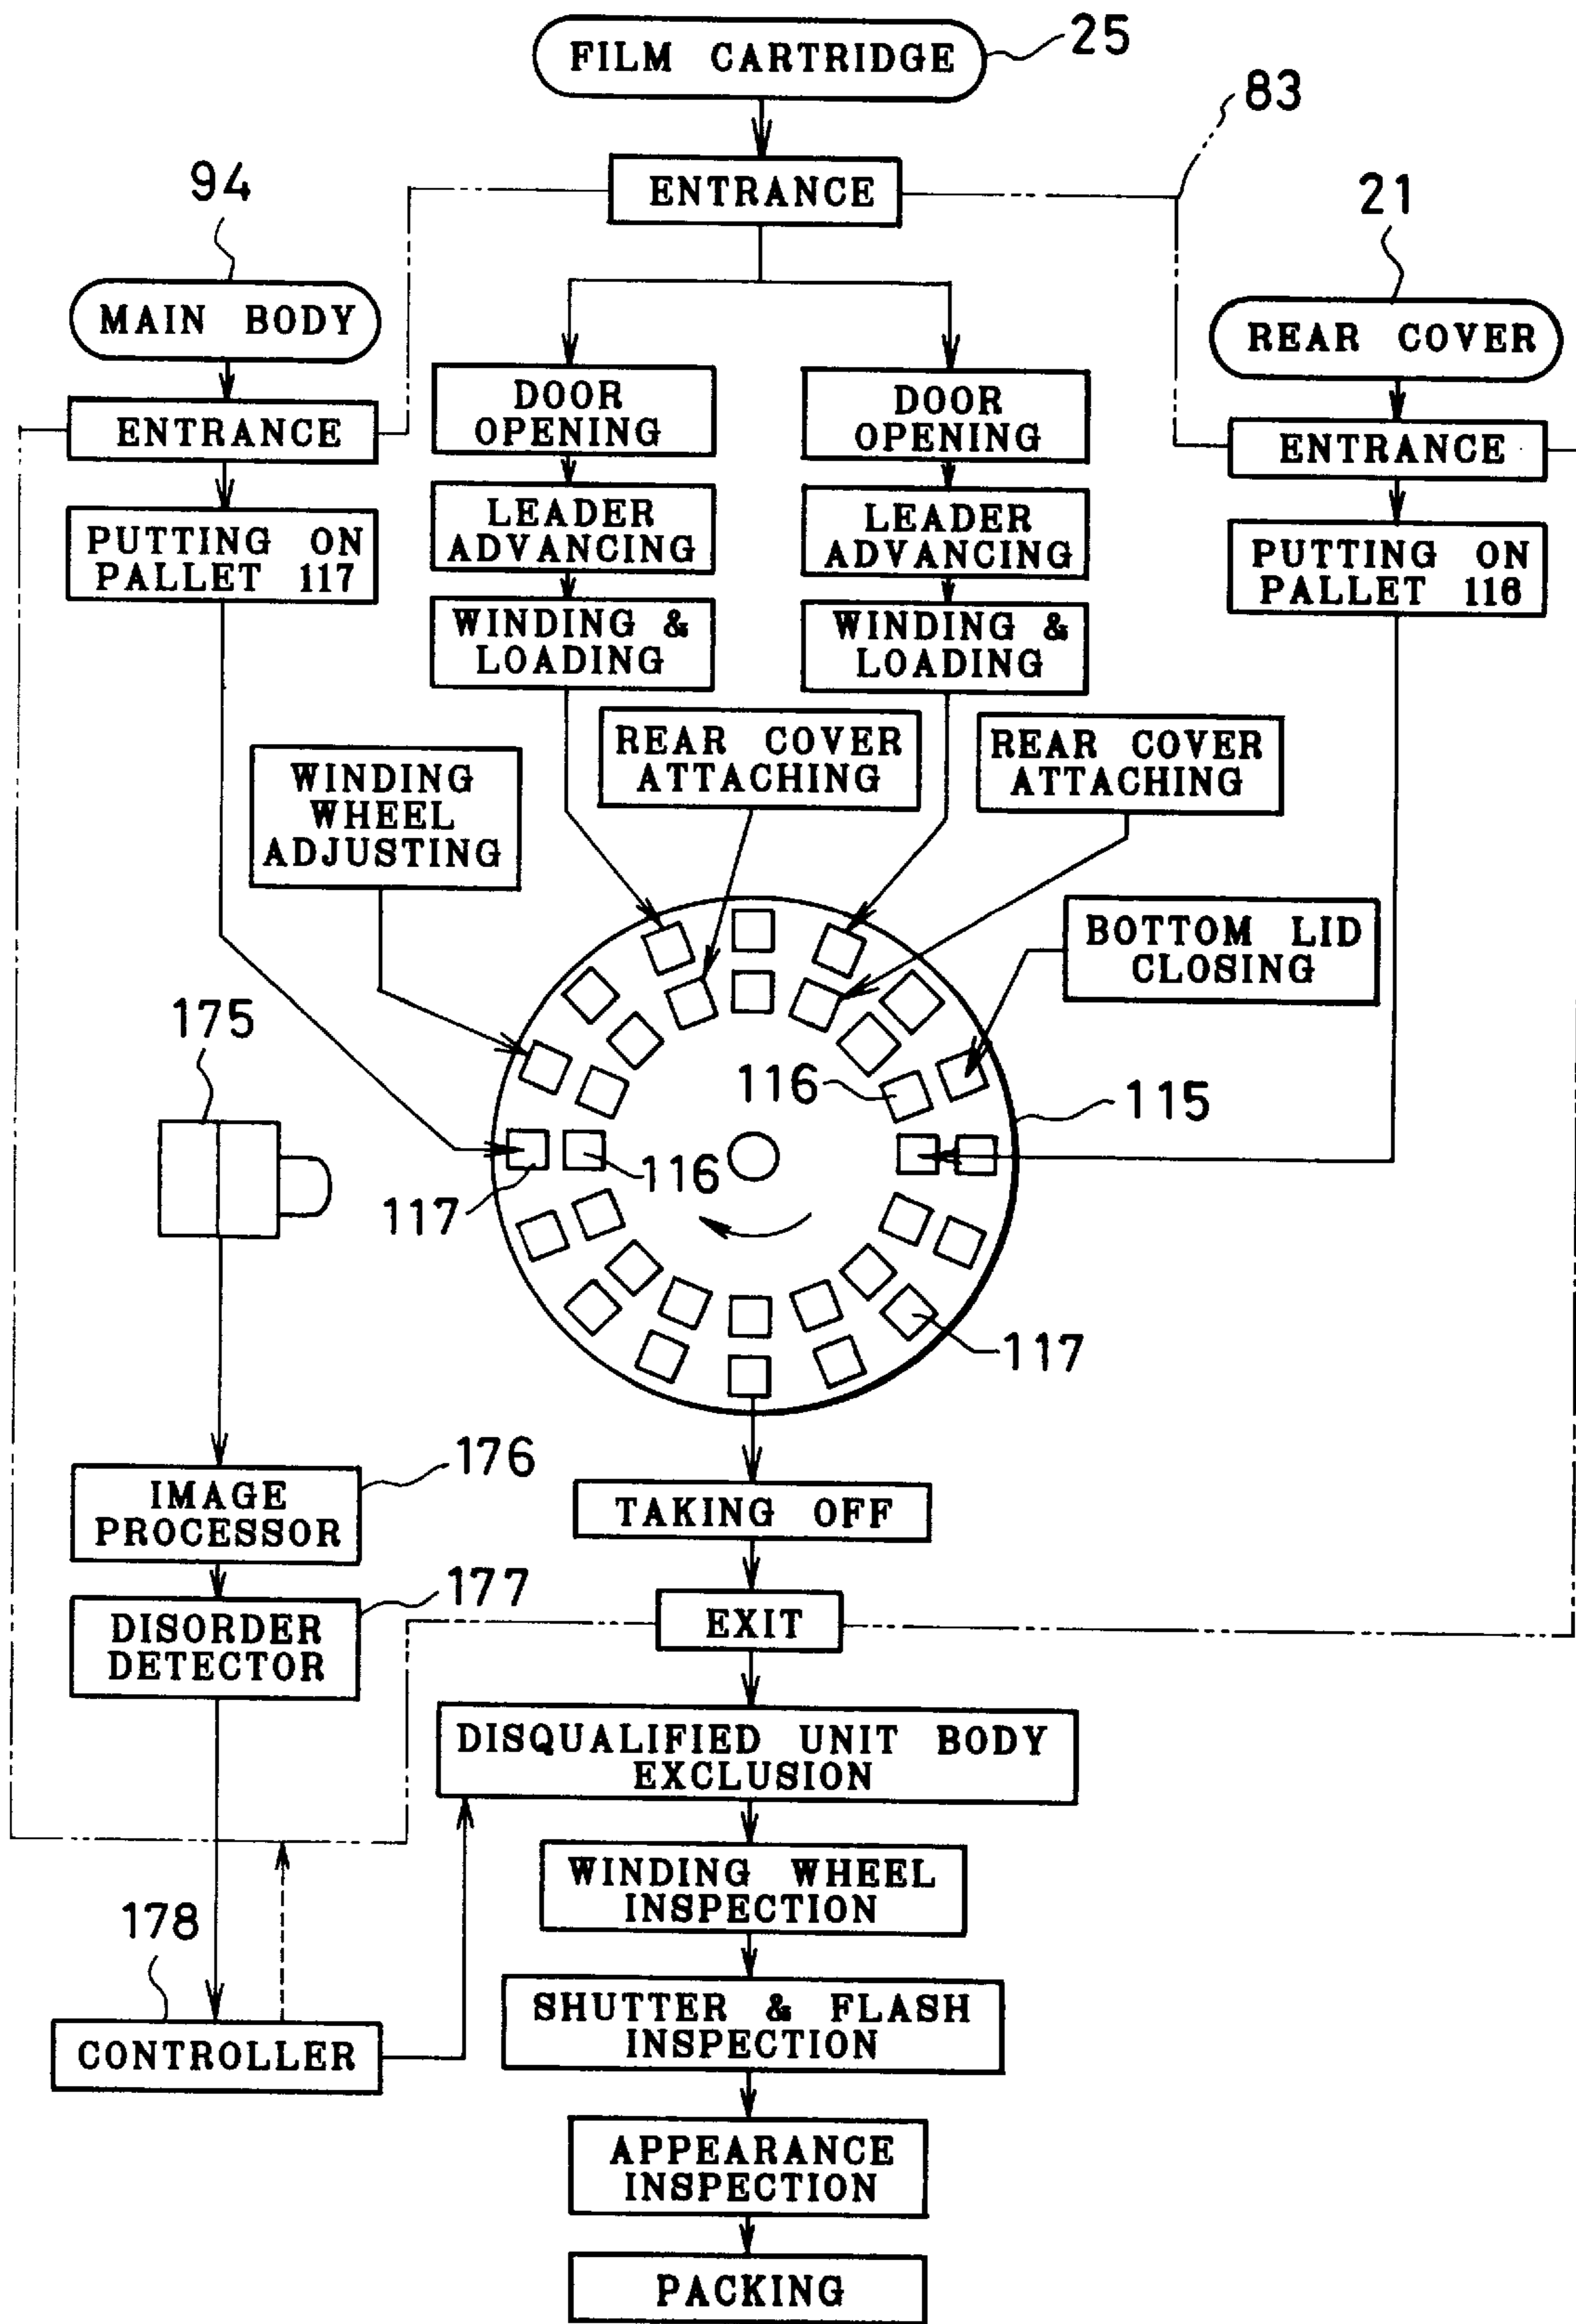 FILM CARTRIDGE
25
83
ENTRANCE
94
21
MAIN BODY
REAR COVER
DOOR
OPENING
DOOR
OPENING
ENTRANCE
ENTRANCE
LEADER
ADVANCING
LEADER
ADVANCING
PUTTING ON
PALLET 117
PUTTING ON
PALLET 116
WINDING &
LOADING
WINDING &
LOADING
REAR COVER
ATTACHING
REAR COVER
ATTACHING
WINDING
WHEEL
ADJUSTING
BOTTOM LID
CLOSING
175
116
115
116
117
117
176
IMAGE
PROCESSOR
TAKING OFF
177
DISORDER
DETECTOR
EXIT
DISQUALIFIED UNIT BODY
EXCLUSION
WINDING WHEEL
INSPECTION
178
SHUTTER & FLASH
INSPECTION
CONTROLLER
APPEARANCE
INSPECTION
PACKING